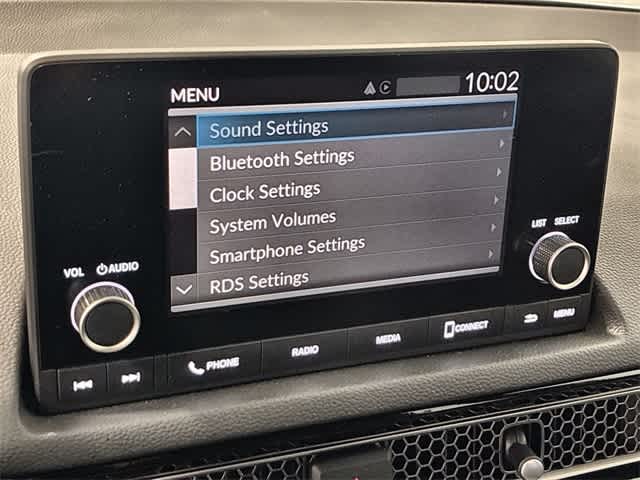 MENU 10:02
Sound Settings
Bluetooth Settings
Clock Settings
System Volumes
Smartphone Settings
RDS Settings
VOL AUDIO
LIST SELECT
PHONE RADIO MEDIA CONNECT MENU